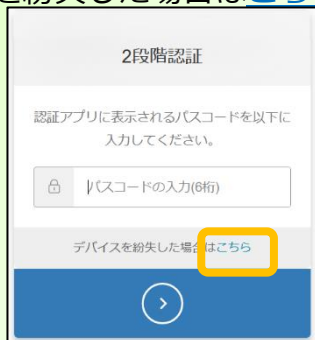 と紛失した場合はこちら
2段階認証
認証アプリに表示されるパスコードを以下に
入力してください。
パスコードの入力(6桁)
デバイスを紛失した場合はこちら